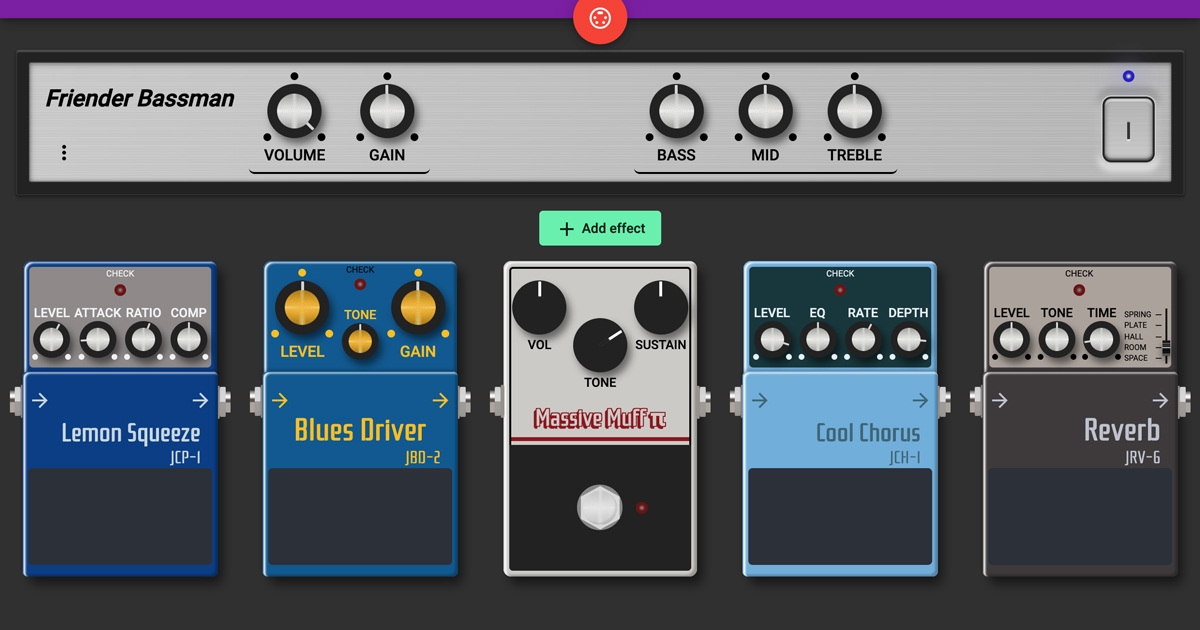 Friender Bassman
VOLUME GAIN
BASS MID TREBLE
Add effect
CHECK
LEVEL ATTACK RATIO COMP
Lemon Squeeze
JCP-1
CHECK
TONE
LEVEL GAIN
Blues Driver
JBD-2
VOL SUSTAIN
TONE
Massive Muff π
CHECK
LEVEL EQ RATE DEPTH
Cool Chorus
JCH-1
CHECK
LEVEL TONE TIME
SPRING
PLATE
HALL
ROOM
SPACE
Reverb
JRV-6